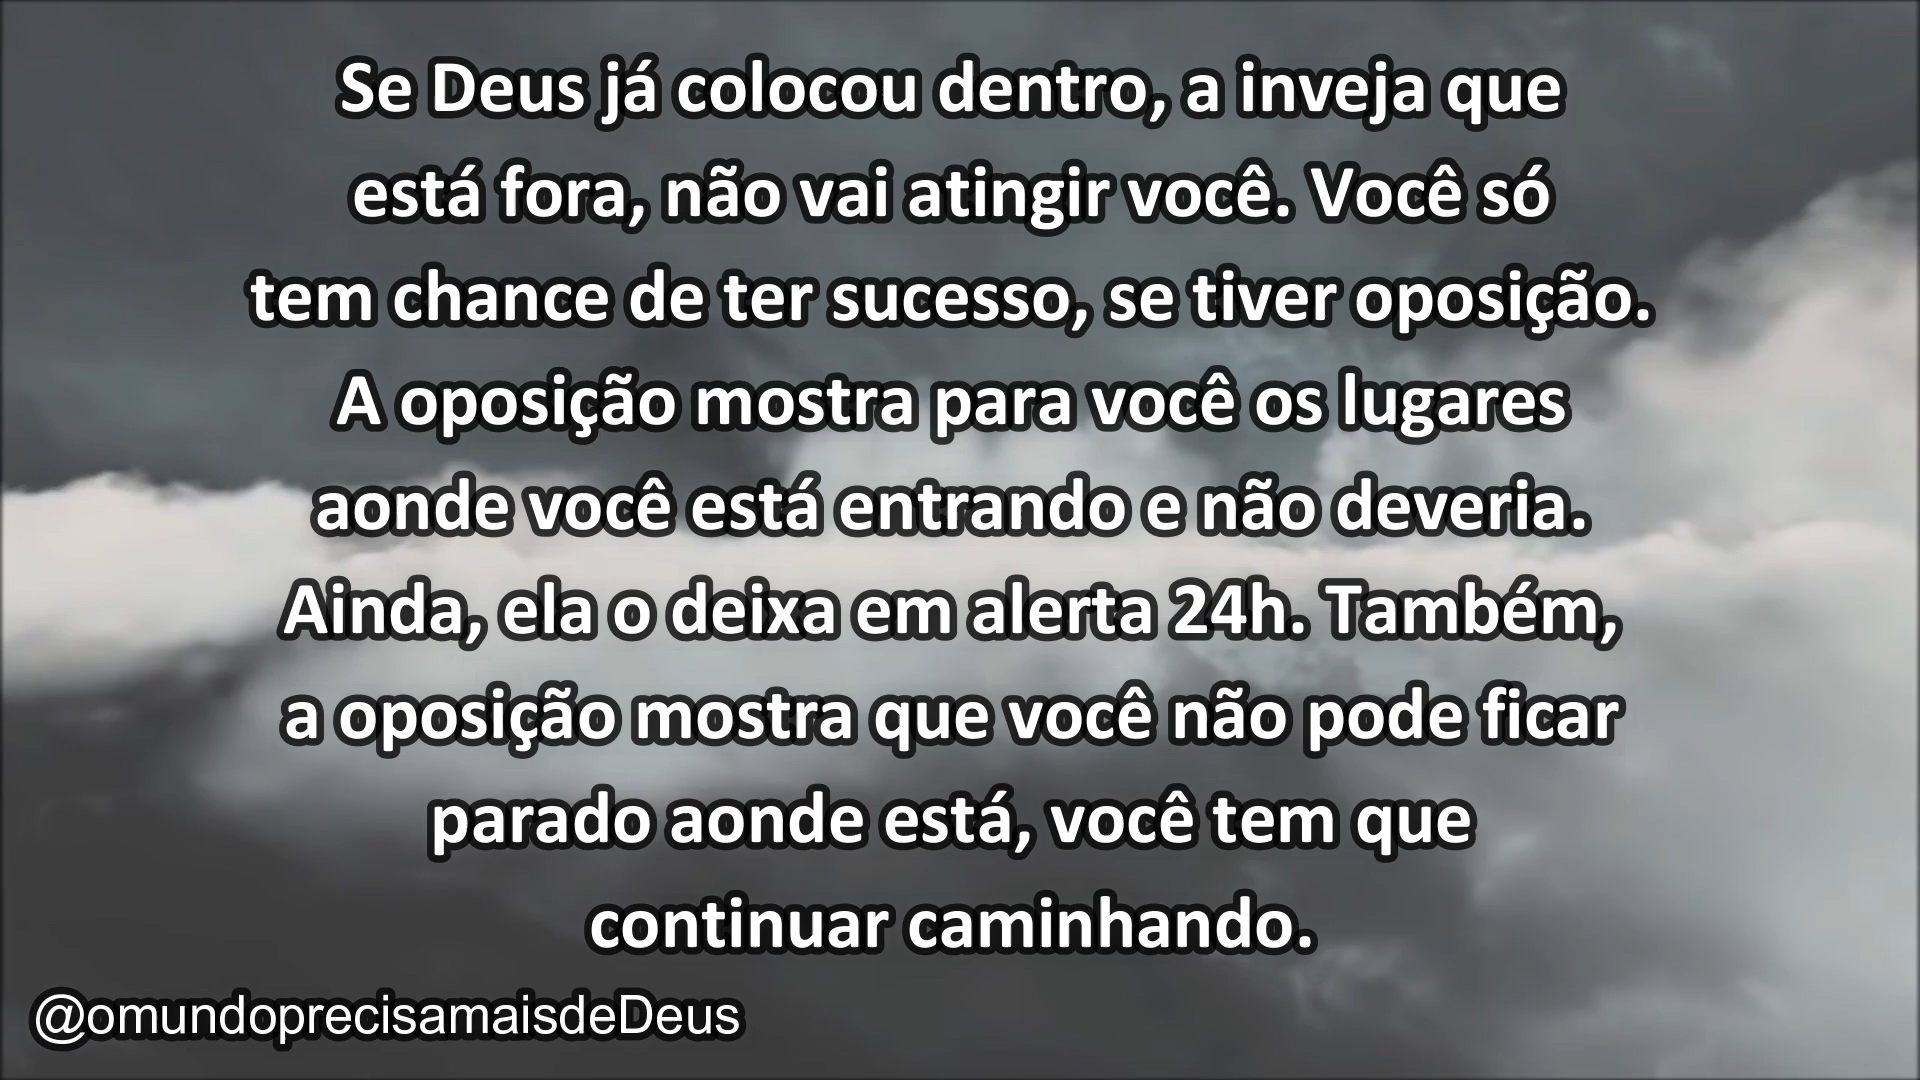 Se Deus já colocou dentro, a inveja que
está fora, não vai atingir você. Você só
tem chance de ter sucesso, se tiver oposição.
A oposição mostra para você os lugares
aonde você está entrando e não deveria.
Ainda, ela o deixa em alerta 24h. Também,
a oposição mostra que você não pode ficar
parado aonde está, você tem que
continuar caminhando.
@omundoprecisamaisdeDeus